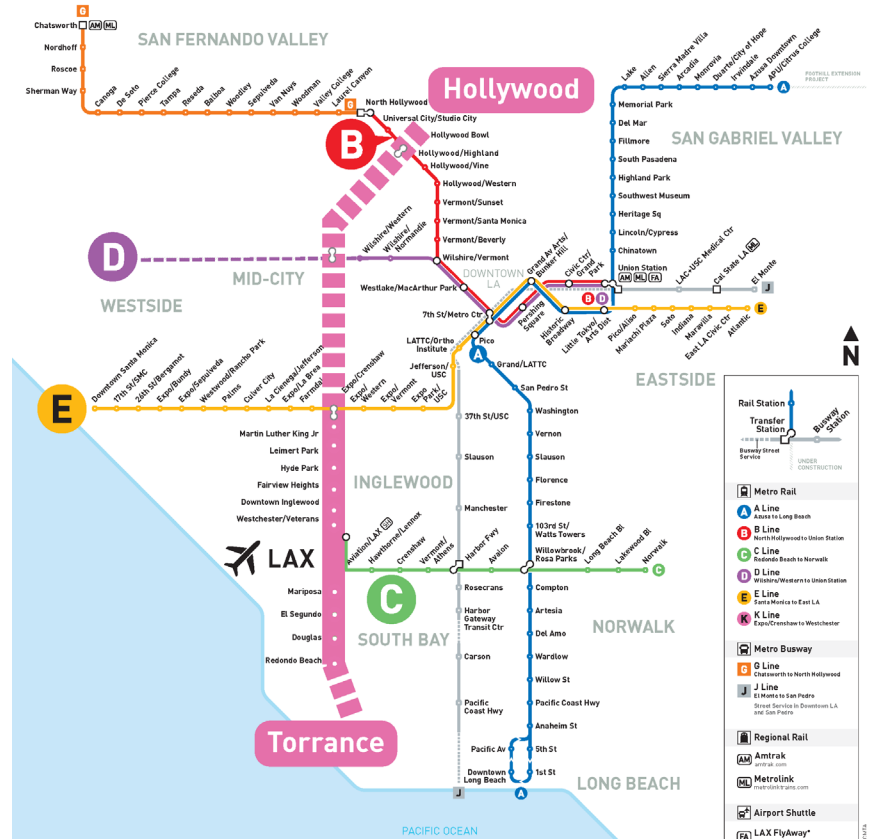 G
Chatsworth AM ML
Nordhoff
Roscoe
Sherman Way
SAN FERNANDO VALLEY
Canoga
De Soto
Pierce College
Tampa
Reseda
Balboa
Woodley
Sepulveda
Van Nuys
Woodman
Valley College
Laurel Canyon
G
North Hollywood
Universal City/Studio City
B
Hollywood
Hollywood Bowl
Hollywood/Highland
Hollywood/Vine
Hollywood/Western
Vermont/Sunset
Vermont/Santa Monica
Vermont/Beverly
Wilshire/Vermont
Lake
Allen
Sierra Madre Villa
Arcadia
Monrovia
Duarte/City of Hope
Irwindale
Azusa Downtown
APU/Citrus College
A
FOOTHILL EXTENSION
PROJECT
Memorial Park
Del Mar
Fillmore
South Pasadena
Highland Park
Southwest Museum
Heritage Sq
Lincoln/Cypress
Chinatown
Union Station
AM ML FA
SAN GABRIEL VALLEY
D
WESTSIDE
MID-CITY
Wilshire/Western
Wilshire/
Normandie
Westlake/MacArthur Park
DOWNTOWN
LA
Grand Av Arts/
Bunker Hill
Civic Ctr/
Grand
Park
B D
LAC+USC Medical Ctr
Cal State LA ML
El Monte
J
7th St/Metro Ctr
Pershing
Square
Historic
Broadway
Little Tokyo/
Arts Dist
Pico/Aliso
Mariachi Plaza
Soto
Indiana
Maravilla
East LA Civic Ctr
Atlantic
E
LATTC/Ortho
Institute
Pico
A
Jefferson/
USC
Grand/LATTC
San Pedro St
EASTSIDE
N
E
Downtown Santa Monica
17th St/SMC
26th St/Bergamot
Expo/Bundy
Expo/Sepulveda
Westwood/Rancho Park
Palms
Culver City
La Cienega/Jefferson
Expo/La Brea
Farmdale
Expo/Crenshaw
Expo/
Western
Expo/
Vermont
Expo
Park/
USC
Martin Luther King Jr
Leimert Park
Hyde Park
Fairview Heights
Downtown Inglewood
Westchester/Veterans
INGLEWOOD
37th St/USC
Slauson
Manchester
Washington
Vernon
Slauson
Florence
Firestone
103rd St/
Watts Towers
Willowbrook/
Rosa Parks
LAX
Aviation/LAX
Hawthorne/Lennox
Crenshaw
Vermont/
Athens
Harbor Fwy
Avalon
Long Beach Bl
Lakewood Bl
Norwalk
C
C
SOUTH BAY
NORWALK
Mariposa
El Segundo
Douglas
Redondo Beach
Rosecrans
Harbor
Gateway
Transit Ctr
Carson
Pacific
Coast Hwy
Compton
Artesia
Del Amo
Wardlow
Willow St
Pacific Coast Hwy
Anaheim St
Pacific Av
5th St
Downtown
Long Beach
1st St
J
A
LONG BEACH
Torrance
PACIFIC OCEAN
Rail Station
Transfer
Station
Busway
Station
Busway Street
Service
UNDER
CONSTRUCTION
Metro Rail
A A Line
Azusa to Long Beach
B B Line
North Hollywood to Union Station
C C Line
Redondo Beach to Norwalk
D D Line
Wilshire/Western to Union Station
E E Line
Santa Monica to East LA
K K Line
Expo/Crenshaw to Westchester
Metro Busway
G G Line
Chatsworth to North Hollywood
J J Line
El Monte to San Pedro
Street Service in Downtown LA
and San Pedro
Regional Rail
AM Amtrak
amtrak.com
ML Metrolink
metrolinktrains.com
Airport Shuttle
FA LAX FlyAway*